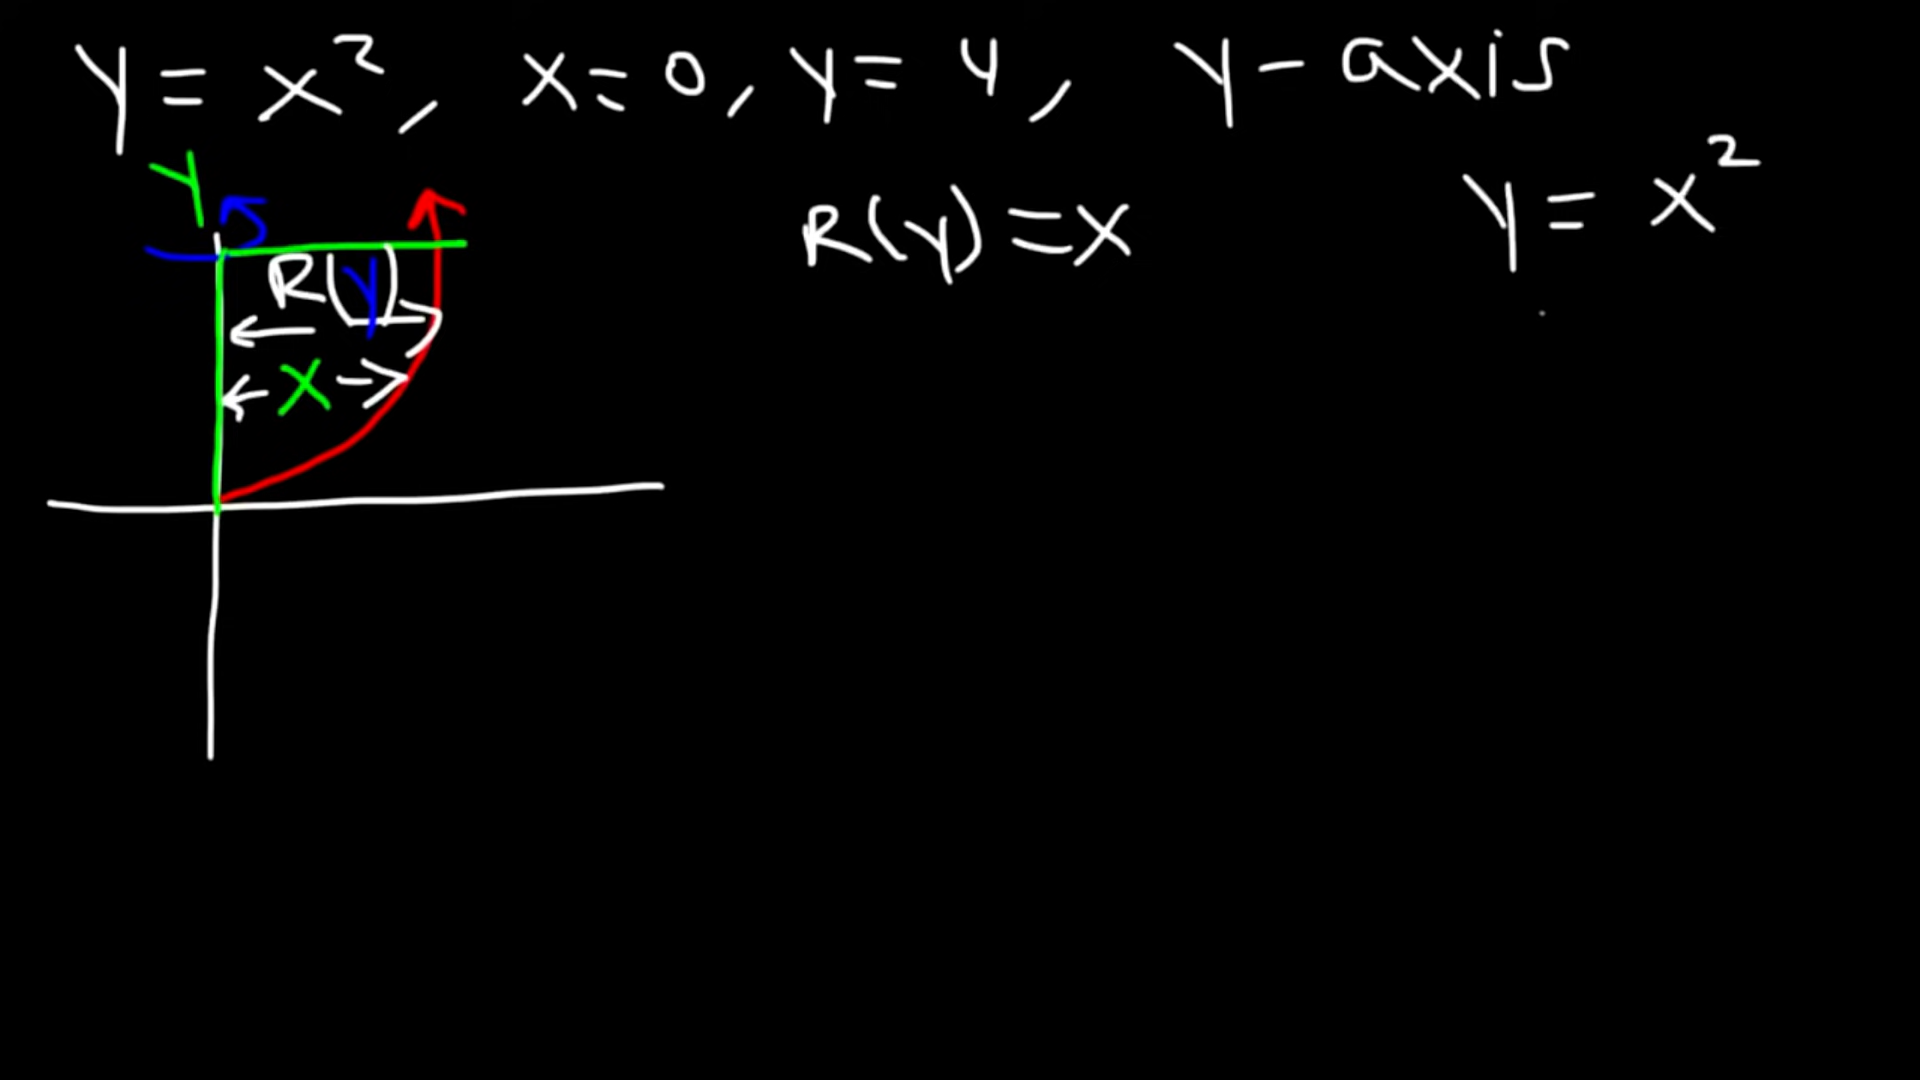 y = x², x = 0, y = 4, y - axis
R(y) = x
y = x²
y
R(y)
x